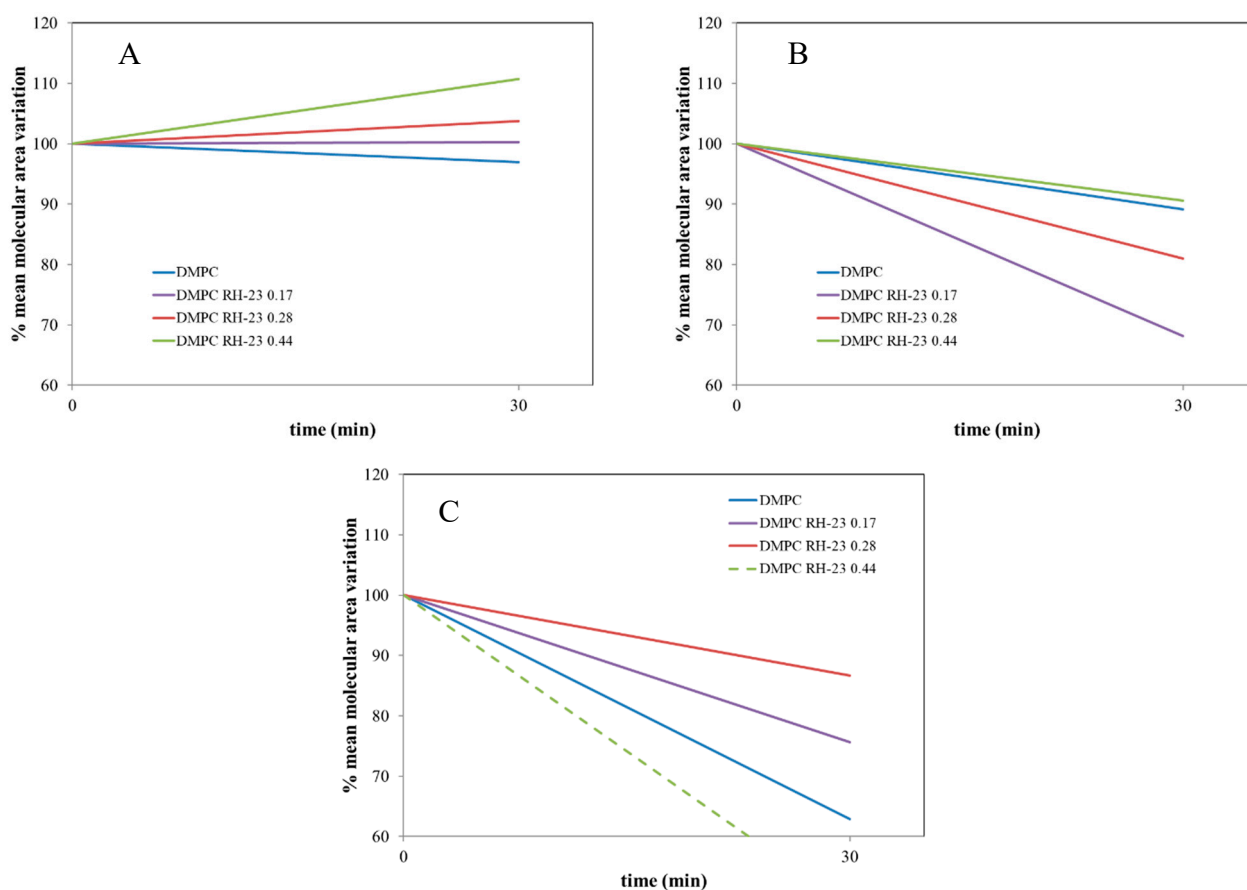 A
120
110
100
90
80
70
60
% mean molecular area variation
DMPC
DMPC RH-23 0.17
DMPC RH-23 0.28
DMPC RH-23 0.44
0
30
time (min)
B
120
110
100
90
80
70
60
% mean molecular area variation
DMPC
DMPC RH-23 0.17
DMPC RH-23 0.28
DMPC RH-23 0.44
0
30
time (min)
C
120
110
100
90
80
70
60
% mean molecular area variation
DMPC
DMPC RH-23 0.17
DMPC RH-23 0.28
DMPC RH-23 0.44
0
30
time (min)